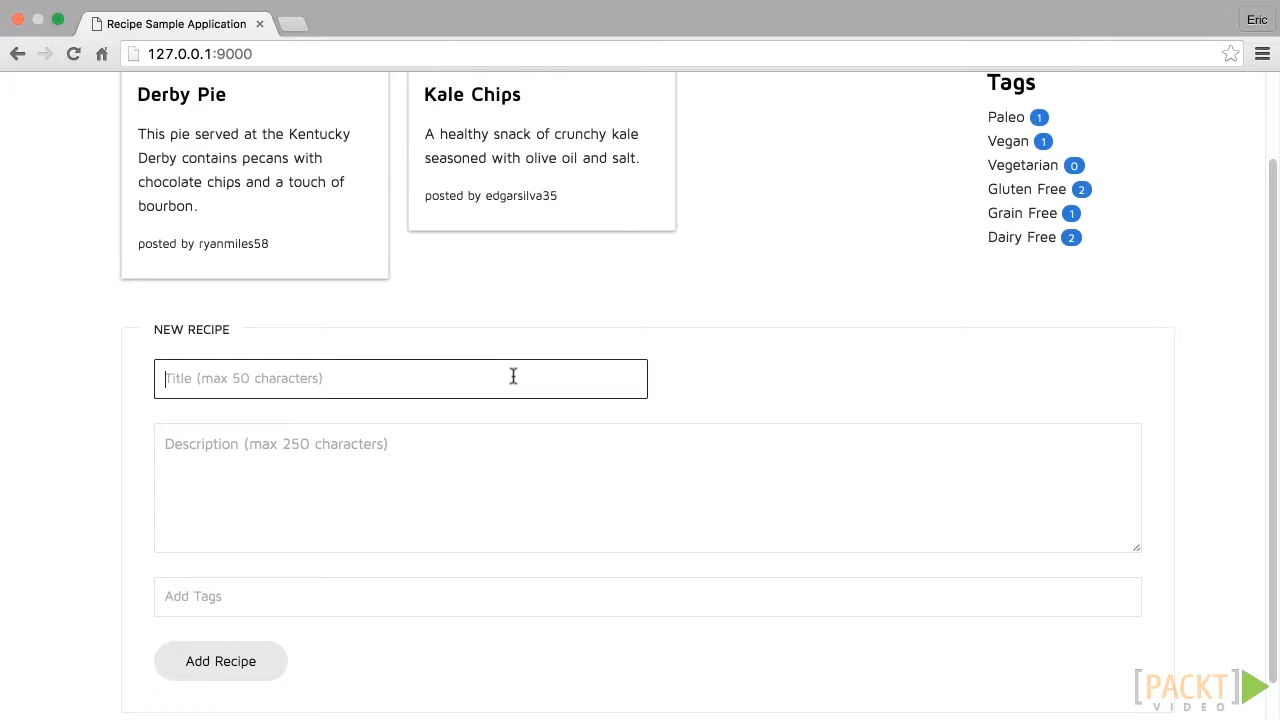 Recipe Sample Application
Eric
127.0.0.1:9000
Derby Pie
This pie served at the Kentucky
Derby contains pecans with
chocolate chips and a touch of
bourbon.
posted by ryanmiles58
Kale Chips
A healthy snack of crunchy kale
seasoned with olive oil and salt.
posted by edgarsilva35
Tags
Paleo 1
Vegan 1
Vegetarian 0
Gluten Free 2
Grain Free 1
Dairy Free 2
NEW RECIPE
Title (max 50 characters)
Description (max 250 characters)
Add Tags
Add Recipe
[PACKT]
VIDEO